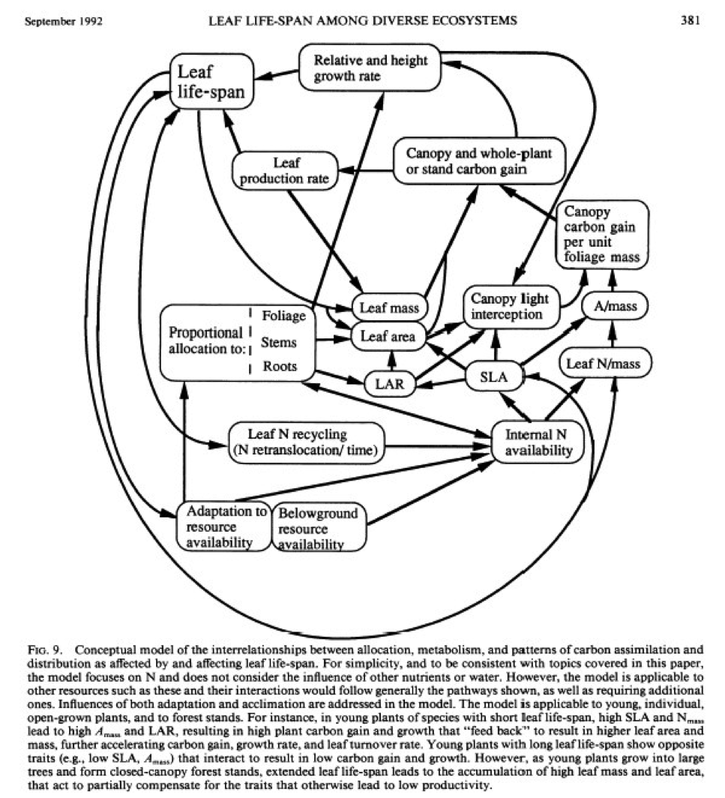 September 1992
LEAF LIFE-SPAN AMONG DIVERSE ECOSYSTEMS
381
Leaf
life-span
Relative and height
growth rate
Leaf
production rate
Canopy and whole-plant
or stand carbon gain
Canopy
carbon gain
per unit
foliage mass
Leaf mass
Canopy light
interception
A/mass
Proportional
allocation to:
Foliage
Stems
Roots
Leaf area
LAR
SLA
Leaf N/mass
Leaf N recycling
(N retranslocation/ time)
Internal N
availability
Adaptation to
resource
availability
Belowground
resource
availability
FIG. 9. Conceptual model of the interrelationships between allocation, metabolism, and patterns of carbon assimilation and
distribution as affected by and affecting leaf life-span. For simplicity, and to be consistent with topics covered in this paper,
the model focuses on N and does not consider the influence of other nutrients or water. However, the model is applicable to
other resources such as these and their interactions would follow generally the pathways shown, as well as requiring additional
ones. Influences of both adaptation and acclimation are addressed in the model. The model is applicable to young, individual,
open-grown plants, and to forest stands. For instance, in young plants of species with short leaf life-span, high SLA and Nmass
lead to high Amass and LAR, resulting in high plant carbon gain and growth that “feed back” to result in higher leaf area and
mass, further accelerating carbon gain, growth rate, and leaf turnover rate. Young plants with long leaf life-span show opposite
traits (e.g., low SLA, Amass) that interact to result in low carbon gain and growth. However, as young plants grow into large
trees and form closed-canopy forest stands, extended leaf life-span leads to the accumulation of high leaf mass and leaf area,
that act to partially compensate for the traits that otherwise lead to low productivity.